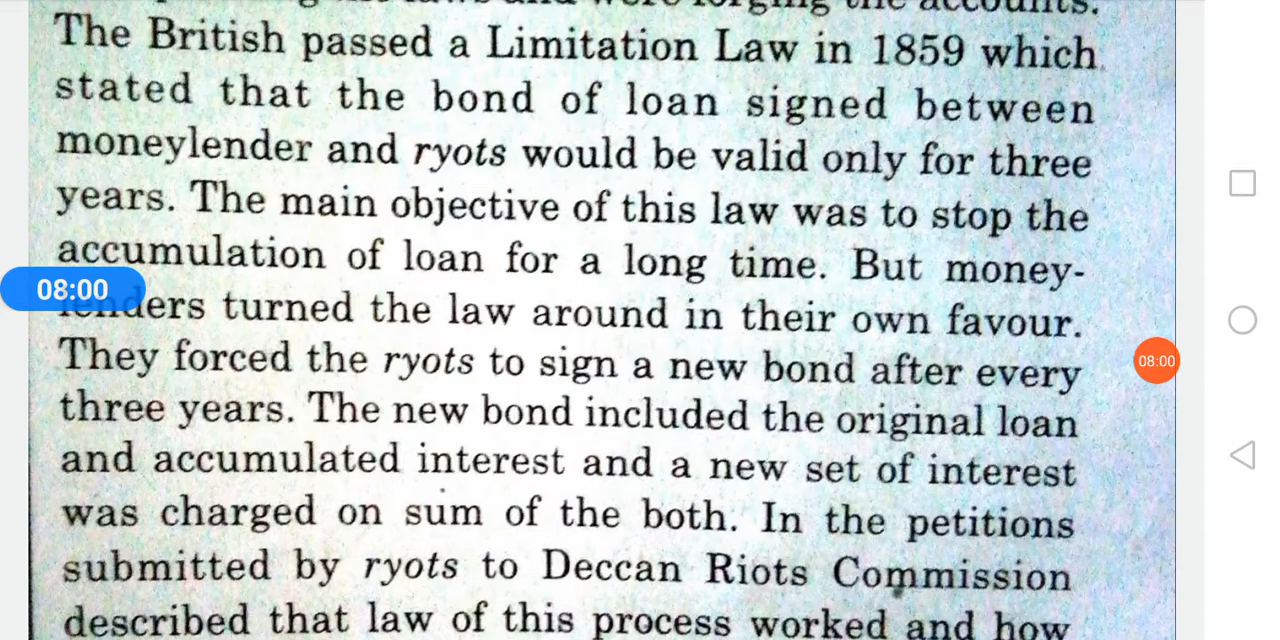 forging the accounts.
The British passed a Limitation Law in 1859 which
stated that the bond of loan signed between
moneylender and ryots would be valid only for three
years. The main objective of this law was to stop the
accumulation of loan for a long time. But money-
08:00
lenders turned the law around in their own favour.
They forced the ryots to sign a new bond after every
08:00
three years. The new bond included the original loan
and accumulated interest and a new set of interest
was charged on sum of the both. In the petitions
submitted by ryots to Deccan Riots Commission
described that law of this process worked and how